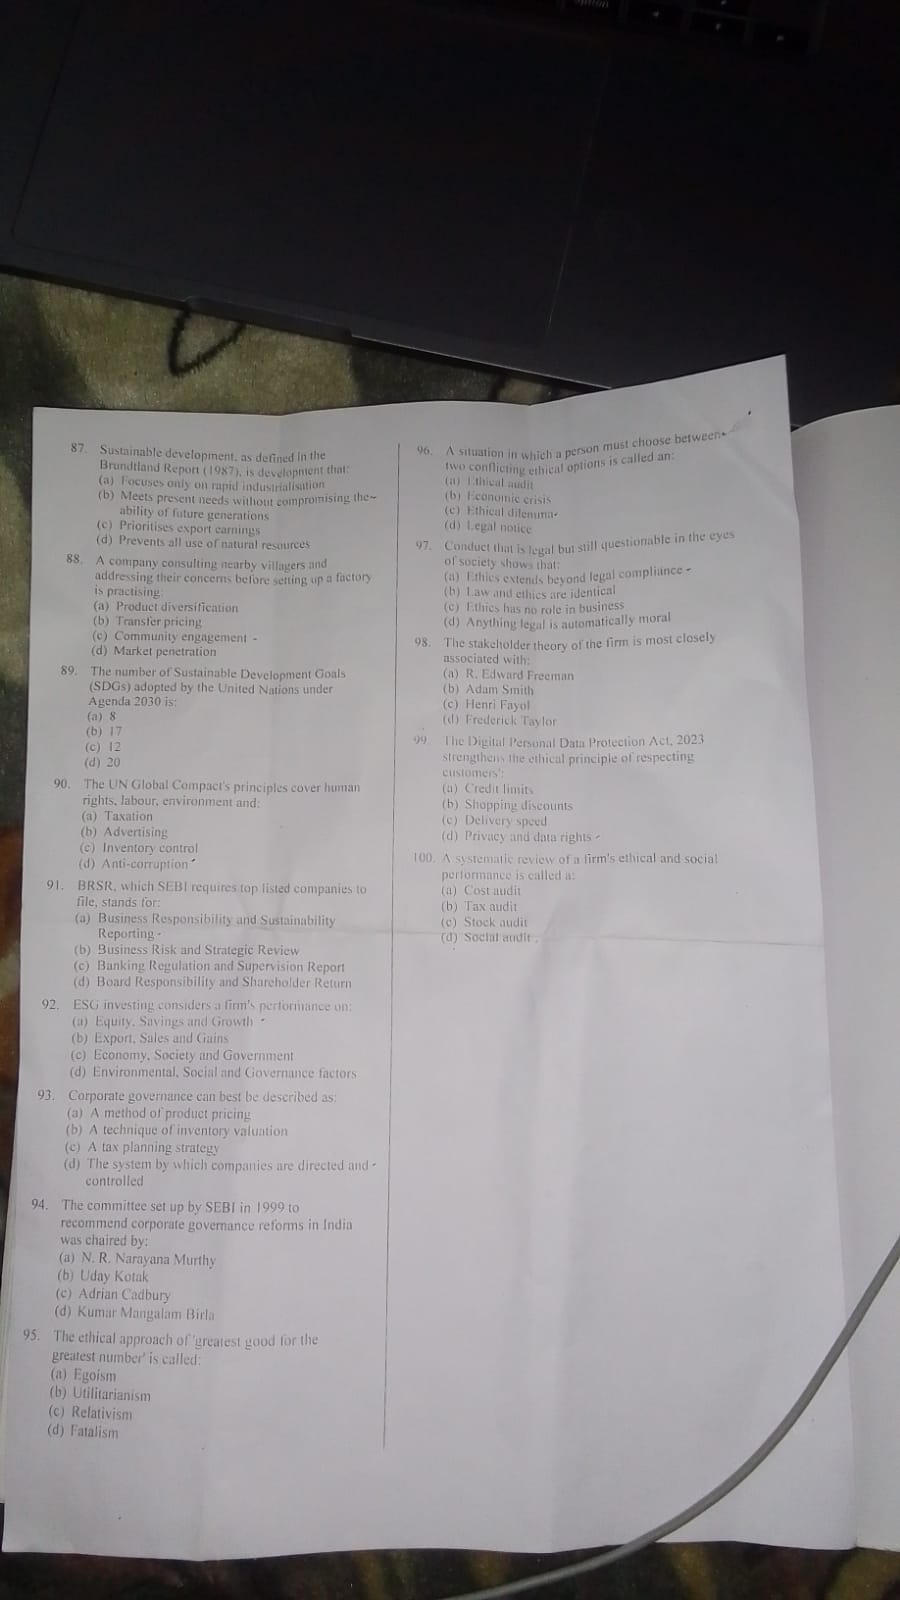 option
87. Sustainable development, as defined in the
Brundtland Report (1987), is development that:
(a) Focuses only on rapid industrialisation
(b) Meets present needs without compromising the
ability of future generations
(c) Prioritises export earnings
(d) Prevents all use of natural resources
88. A company consulting nearby villagers and
addressing their concerns before setting up a factory
is practising:
(a) Product diversification
(b) Transfer pricing
(c) Community engagement
(d) Market penetration
89. The number of Sustainable Development Goals
(SDGs) adopted by the United Nations under
Agenda 2030 is:
(a) 8
(b) 17
(c) 12
(d) 20
90. The UN Global Compact's principles cover human
rights, labour, environment and:
(a) Taxation
(b) Advertising
(c) Inventory control
(d) Anti-corruption
91. BRSR, which SEBI requires top listed companies to
file, stands for:
(a) Business Responsibility and Sustainability
Reporting
(b) Business Risk and Strategic Review
(c) Banking Regulation and Supervision Report
(d) Board Responsibility and Shareholder Return
92. ESG investing considers a firm's performance on:
(a) Equity, Savings and Growth
(b) Export, Sales and Gains
(c) Economy, Society and Government
(d) Environmental, Social and Governance factors
93. Corporate governance can best be described as:
(a) A method of product pricing
(b) A technique of inventory valuation
(c) A tax planning strategy
(d) The system by which companies are directed and
controlled
94. The committee set up by SEBI in 1999 to
recommend corporate governance reforms in India
was chaired by:
(a) N. R. Narayana Murthy
(b) Uday Kotak
(c) Adrian Cadbury
(d) Kumar Mangalam Birla
95. The ethical approach of 'greatest good for the
greatest number' is called:
(a) Egoism
(b) Utilitarianism
(c) Relativism
(d) Fatalism
96. A situation in which a person must choose between
two conflicting ethical options is called an:
(a) Ethical audit
(b) Economic crisis
(c) Ethical dilemma
(d) Legal notice
97. Conduct that is legal but still questionable in the eyes
of society shows that:
(a) Ethics extends beyond legal compliance
(b) Law and ethics are identical
(c) Ethics has no role in business
(d) Anything legal is automatically moral
98. The stakeholder theory of the firm is most closely
associated with:
(a) R. Edward Freeman
(b) Adam Smith
(c) Henri Fayol
(d) Frederick Taylor
99. The Digital Personal Data Protection Act, 2023
strengthens the ethical principle of respecting
customers':
(a) Credit limits
(b) Shopping discounts
(c) Delivery speed
(d) Privacy and data rights
100. A systematic review of a firm's ethical and social
performance is called a:
(a) Cost audit
(b) Tax audit
(c) Stock audit
(d) Social audit